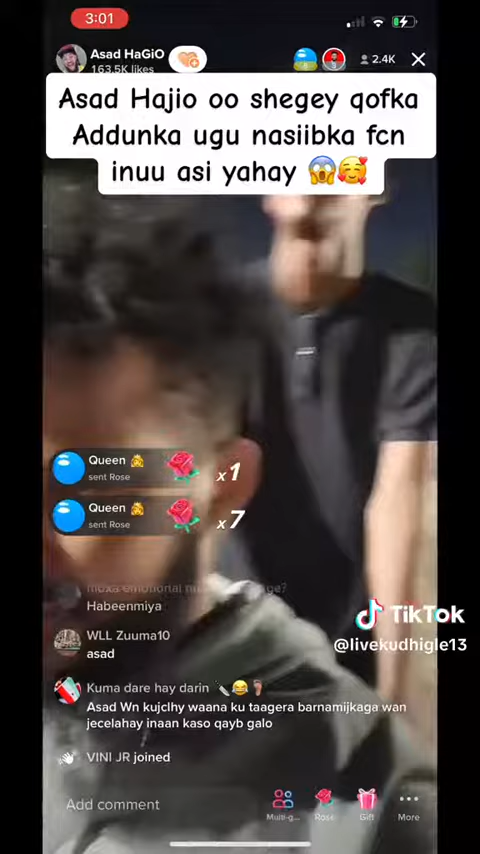 3:01
Asad HaGiO
163.5K likes
2.4K
Asad Hajio oo shegey qofka
Addunka ugu nasiibka fcn
inuu asi yahay 😱🥰
Queen 👸
sent Rose
x1
Queen 👸
sent Rose
x7
Habeenmiya
WLL Zuuma10
asad
TikTok
@livekudhigle13
Kuma dare hay darin 🔪😂👣
Asad Wn kujclhy waana ku taagera barnamijkaga wan
jecelahay inaan kaso qayb galo
VINI JR joined
Add comment
Multi-g...
Rose
Gift
More